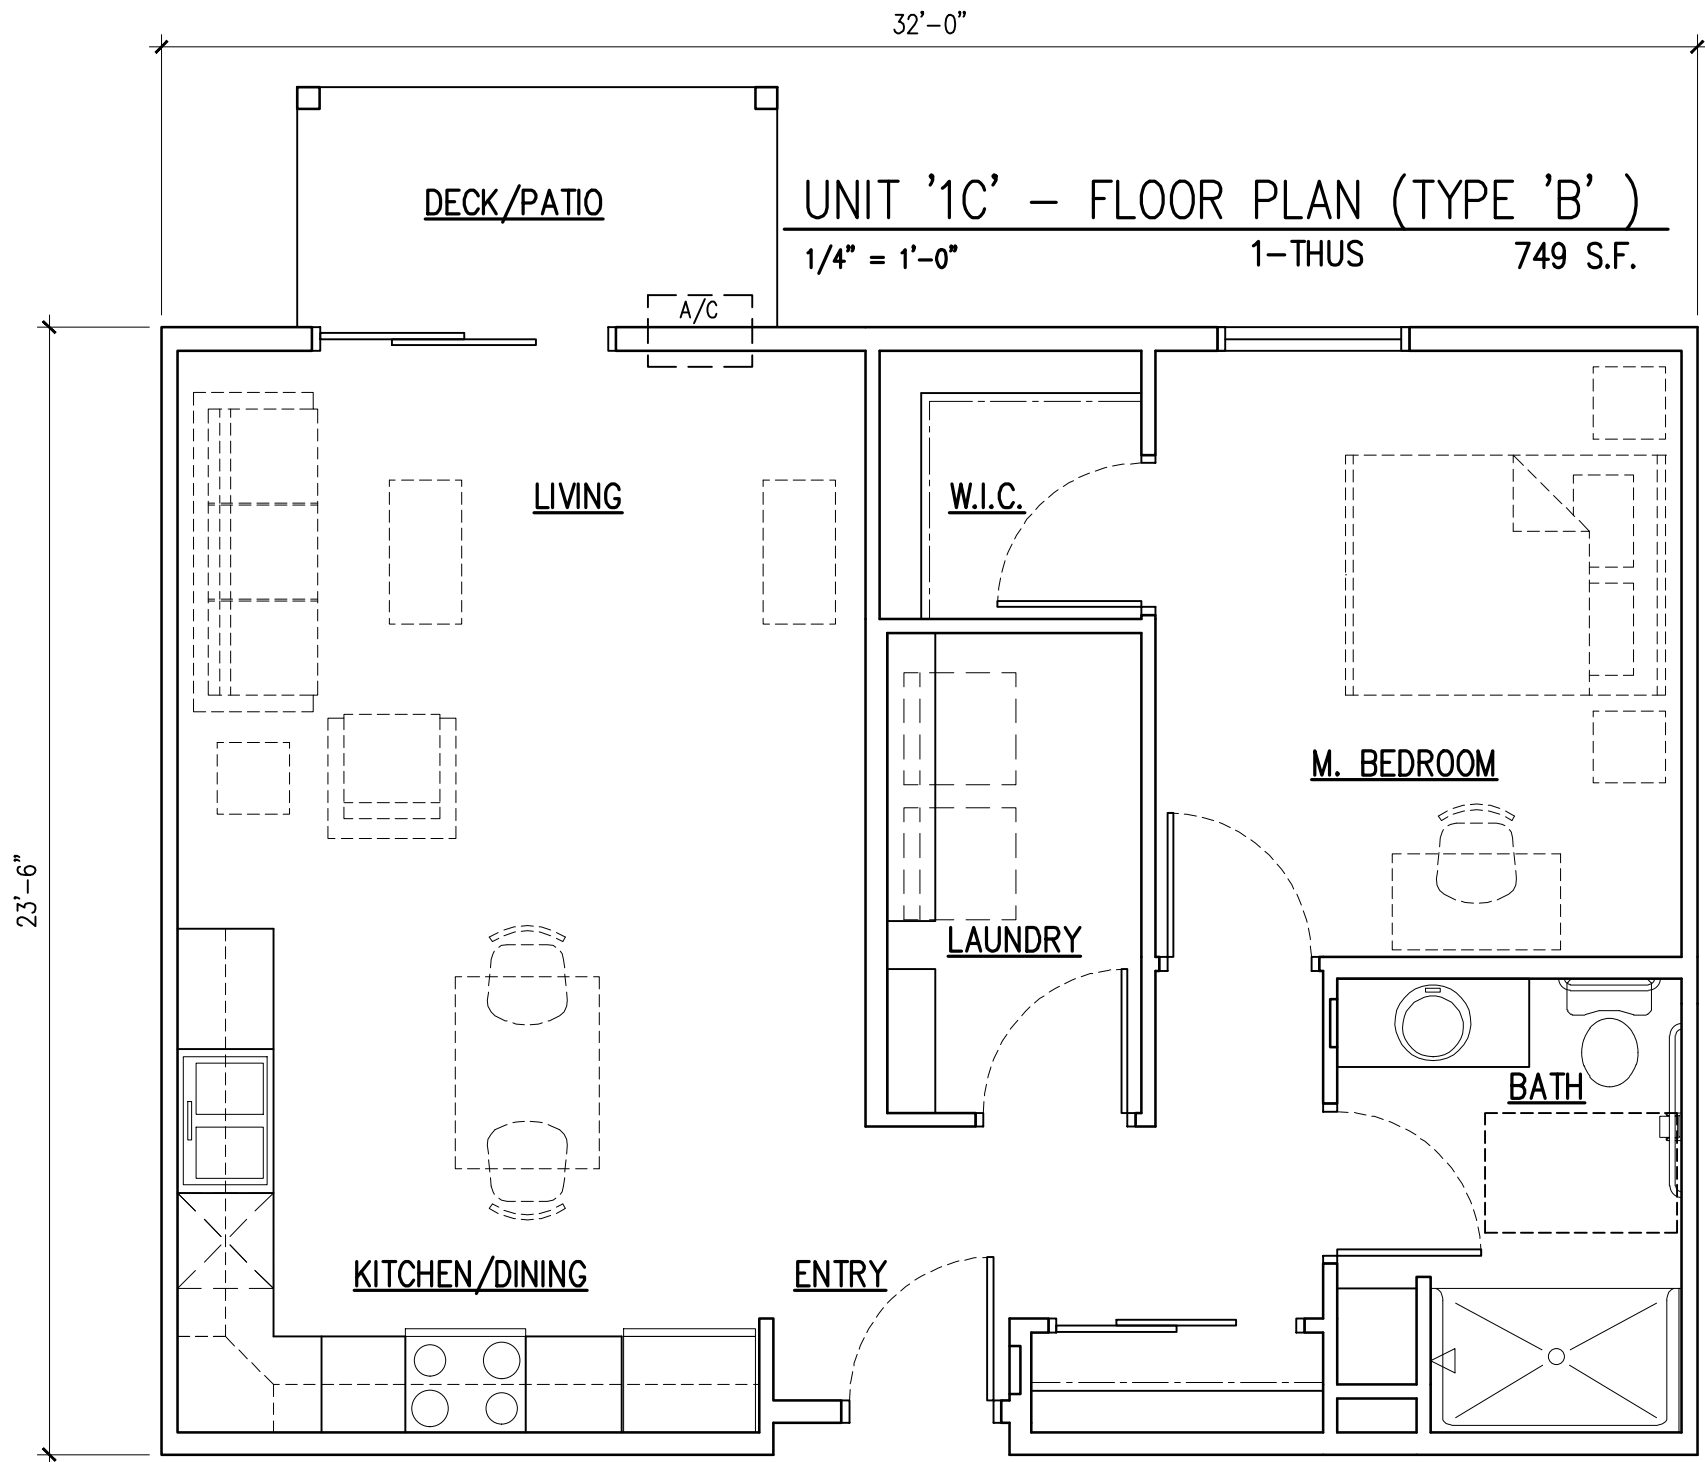 32'-0"
DECK/PATIO
UNIT '1C' - FLOOR PLAN (TYPE 'B' )
1/4" = 1'-0" 1-THUS 749 S.F.
A/C
LIVING
W.I.C.
M. BEDROOM
23'-6"
LAUNDRY
BATH
KITCHEN/DINING
ENTRY